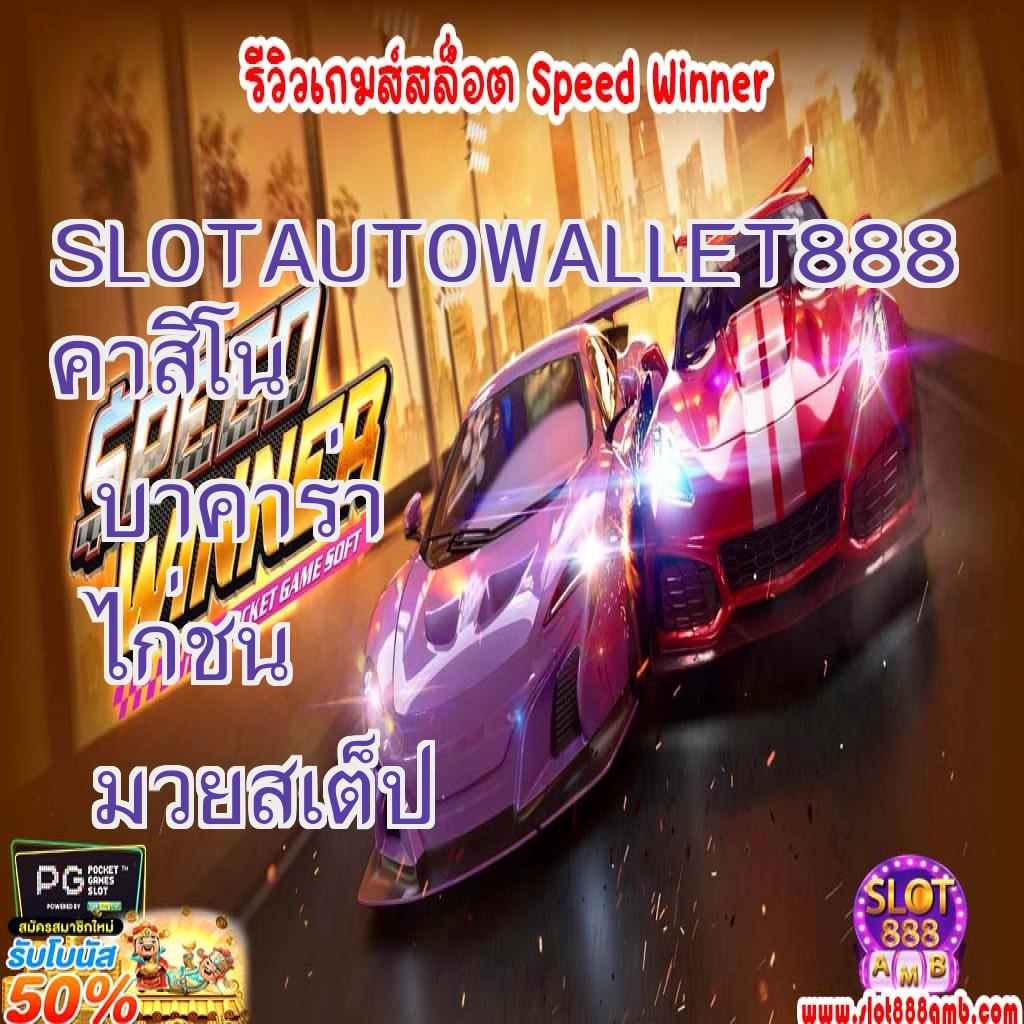 รีวิวเกมส์สล็อต Speed Winner
SLOTAUTOWALLET888
คาสิโน
บาคาร่า
ไก่ชน
มวยสเต็ป
SPEED
WINNER
POCKET GAME SOFT
PG POCKET GAMES SLOT
POWERED BY
สมัครสมาชิกใหม่
รับโบนัส
50%
SLOT
888
AMB
www.slot888amb.com